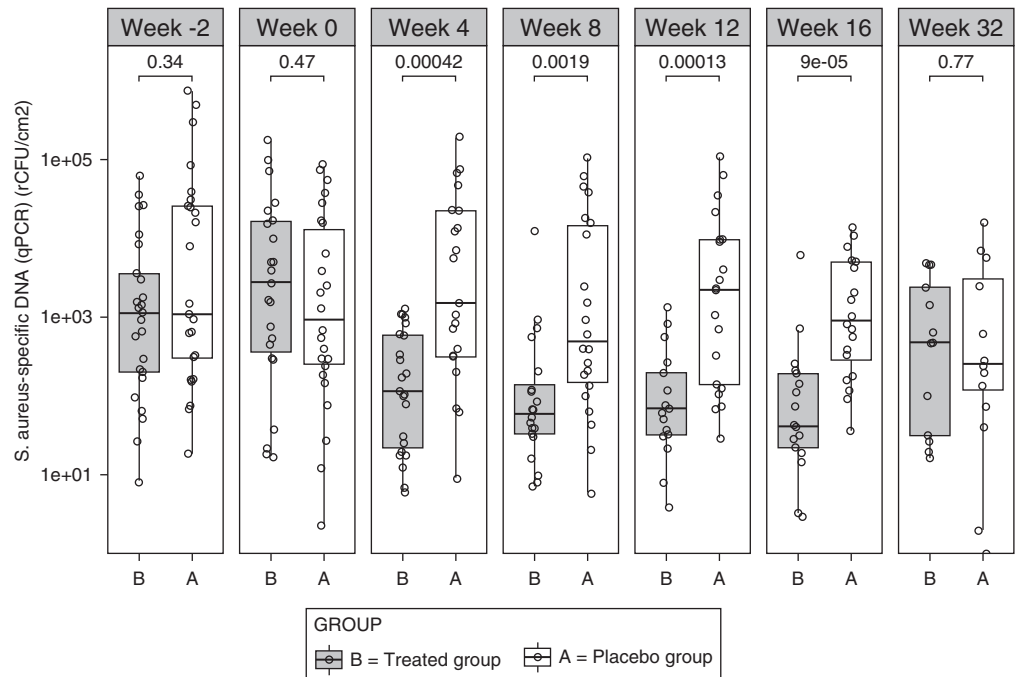 Week -2 Week 0 Week 4 Week 8 Week 12 Week 16 Week 32
0.34 0.47 0.00042 0.0019 0.00013 9e-05 0.77
S. aureus-specific DNA (qPCR) (rCFU/cm2)
1e+05
1e+03
1e+01
B A B A B A B A B A B A B A
GROUP
B = Treated group A = Placebo group